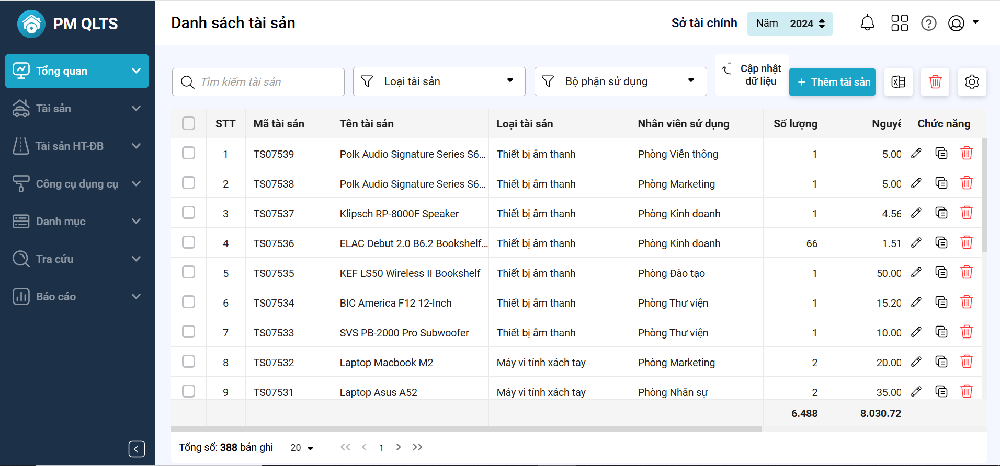 PM QLTS
Danh sách tài sản
Sở tài chính
Năm 2024
Tổng quan
Tài sản
Tài sản HT-ĐB
Công cụ dụng cụ
Danh mục
Tra cứu
Báo cáo
Tìm kiếm tài sản
Loại tài sản
Bộ phận sử dụng
Cập nhật
dữ liệu
+ Thêm tài sản
STT Mã tài sản Tên tài sản Loại tài sản Nhân viên sử dụng Số lượng Nguyê Chức năng
1 TS07539 Polk Audio Signature Series S6... Thiết bị âm thanh Phòng Viễn thông 1 5.00
2 TS07538 Polk Audio Signature Series S6... Thiết bị âm thanh Phòng Marketing 1 5.00
3 TS07537 Klipsch RP-8000F Speaker Thiết bị âm thanh Phòng Kinh doanh 1 4.56
4 TS07536 ELAC Debut 2.0 B6.2 Bookshelf... Thiết bị âm thanh Phòng Kinh doanh 66 1.51
5 TS07535 KEF LS50 Wireless II Bookshelf Thiết bị âm thanh Phòng Đào tạo 1 50.00
6 TS07534 BIC America F12 12-Inch Thiết bị âm thanh Phòng Thư viện 1 15.20
7 TS07533 SVS PB-2000 Pro Subwoofer Thiết bị âm thanh Phòng Thư viện 1 10.00
8 TS07532 Laptop Macbook M2 Máy vi tính xách tay Phòng Marketing 2 20.00
9 TS07531 Laptop Asus A52 Máy vi tính xách tay Phòng Nhân sự 2 35.00
6.488 8.030.72
Tổng số: 388 bản ghi 20 1